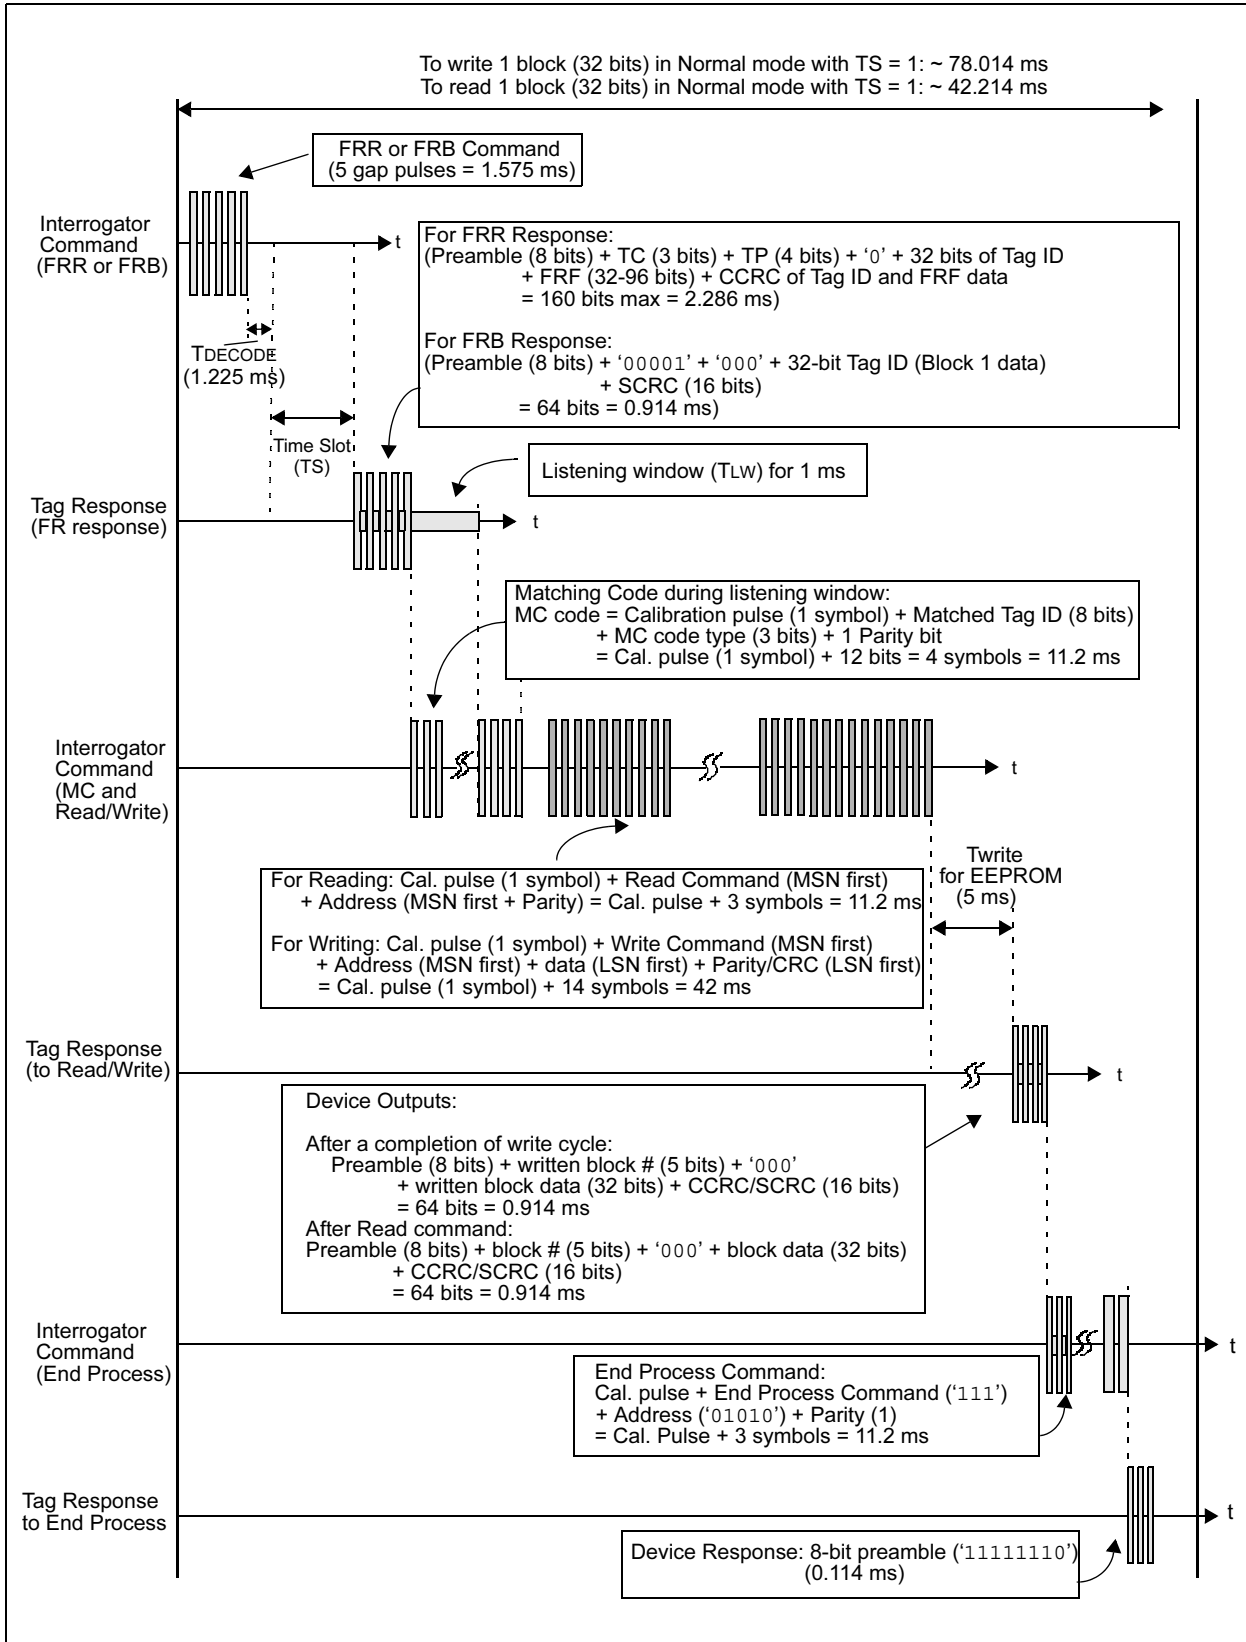 To write 1 block (32 bits) in Normal mode with TS = 1: ~ 78.014 ms
To read 1 block (32 bits) in Normal mode with TS = 1: ~ 42.214 ms
FRR or FRB Command
(5 gap pulses = 1.575 ms)
Interrogator
Command
(FRR or FRB)
t
For FRR Response:
(Preamble (8 bits) + TC (3 bits) + TP (4 bits) + ‘0’ + 32 bits of Tag ID
+ FRF (32-96 bits) + CCRC of Tag ID and FRF data
= 160 bits max = 2.286 ms)
For FRB Response:
(Preamble (8 bits) + ‘00001’ + ‘000’ + 32-bit Tag ID (Block 1 data)
+ SCRC (16 bits)
= 64 bits = 0.914 ms)
TDECODE
(1.225 ms)
Time Slot
(TS)
Listening window (TLW) for 1 ms
Tag Response
(FR response)
t
Matching Code during listening window:
MC code = Calibration pulse (1 symbol) + Matched Tag ID (8 bits)
+ MC code type (3 bits) + 1 Parity bit
= Cal. pulse (1 symbol) + 12 bits = 4 symbols = 11.2 ms
Interrogator
Command
(MC and
Read/Write)
t
Twrite
for EEPROM
(5 ms)
For Reading: Cal. pulse (1 symbol) + Read Command (MSN first)
+ Address (MSN first + Parity) = Cal. pulse + 3 symbols = 11.2 ms
For Writing: Cal. pulse (1 symbol) + Write Command (MSN first)
+ Address (MSN first) + data (LSN first) + Parity/CRC (LSN first)
= Cal. pulse (1 symbol) + 14 symbols = 42 ms
Tag Response
(to Read/Write)
t
Device Outputs:
After a completion of write cycle:
Preamble (8 bits) + written block # (5 bits) + ‘000’
+ written block data (32 bits) + CCRC/SCRC (16 bits)
= 64 bits = 0.914 ms
After Read command:
Preamble (8 bits) + block # (5 bits) + ‘000’ + block data (32 bits)
+ CCRC/SCRC (16 bits)
= 64 bits = 0.914 ms
Interrogator
Command
(End Process)
t
End Process Command:
Cal. pulse + End Process Command (‘111’)
+ Address (‘01010’) + Parity (1)
= Cal. Pulse + 3 symbols = 11.2 ms
Tag Response
to End Process
t
Device Response: 8-bit preamble (‘11111110’)
(0.114 ms)